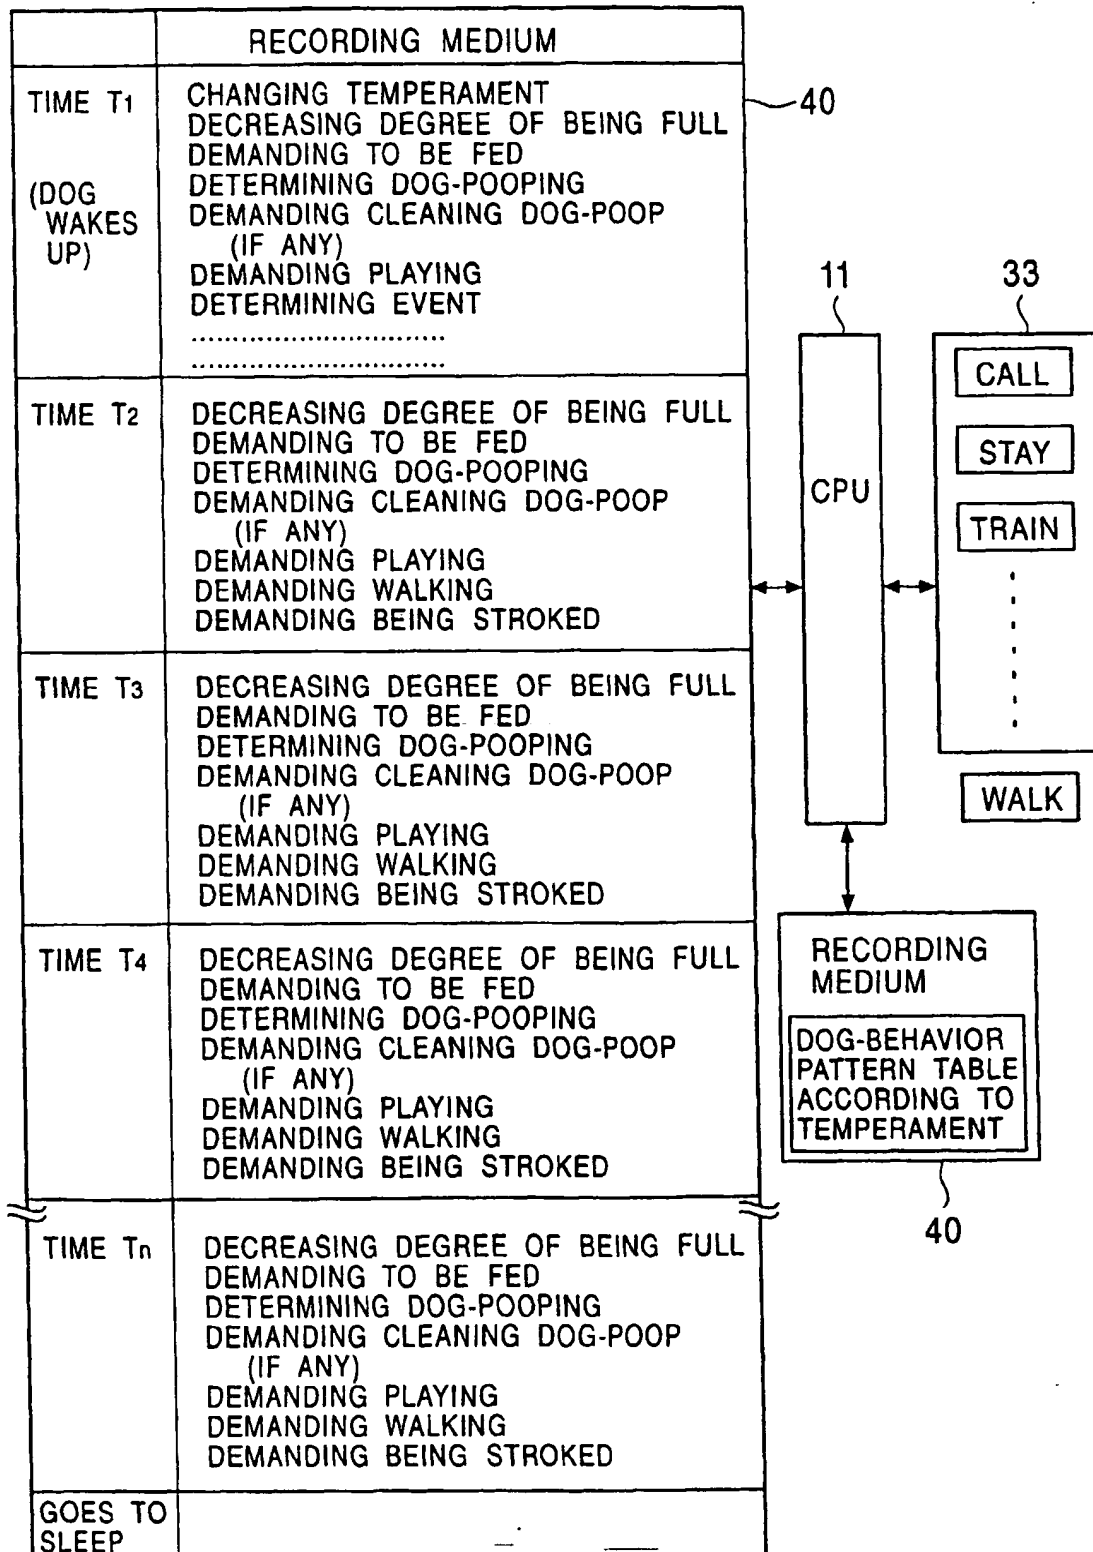 RECORDING MEDIUM
TIME T1
(DOG
WAKES
UP)
CHANGING TEMPERAMENT
DECREASING DEGREE OF BEING FULL
DEMANDING TO BE FED
DETERMINING DOG-POOPING
DEMANDING CLEANING DOG-POOP
(IF ANY)
DEMANDING PLAYING
DETERMINING EVENT
..............................
..............................
40
TIME T2
DECREASING DEGREE OF BEING FULL
DEMANDING TO BE FED
DETERMINING DOG-POOPING
DEMANDING CLEANING DOG-POOP
(IF ANY)
DEMANDING PLAYING
DEMANDING WALKING
DEMANDING BEING STROKED
TIME T3
DECREASING DEGREE OF BEING FULL
DEMANDING TO BE FED
DETERMINING DOG-POOPING
DEMANDING CLEANING DOG-POOP
(IF ANY)
DEMANDING PLAYING
DEMANDING WALKING
DEMANDING BEING STROKED
TIME T4
DECREASING DEGREE OF BEING FULL
DEMANDING TO BE FED
DETERMINING DOG-POOPING
DEMANDING CLEANING DOG-POOP
(IF ANY)
DEMANDING PLAYING
DEMANDING WALKING
DEMANDING BEING STROKED
TIME Tn
DECREASING DEGREE OF BEING FULL
DEMANDING TO BE FED
DETERMINING DOG-POOPING
DEMANDING CLEANING DOG-POOP
(IF ANY)
DEMANDING PLAYING
DEMANDING WALKING
DEMANDING BEING STROKED
GOES TO
SLEEP
11
CPU
33
CALL
STAY
TRAIN
WALK
RECORDING
MEDIUM
DOG-BEHAVIOR
PATTERN TABLE
ACCORDING TO
TEMPERAMENT
40